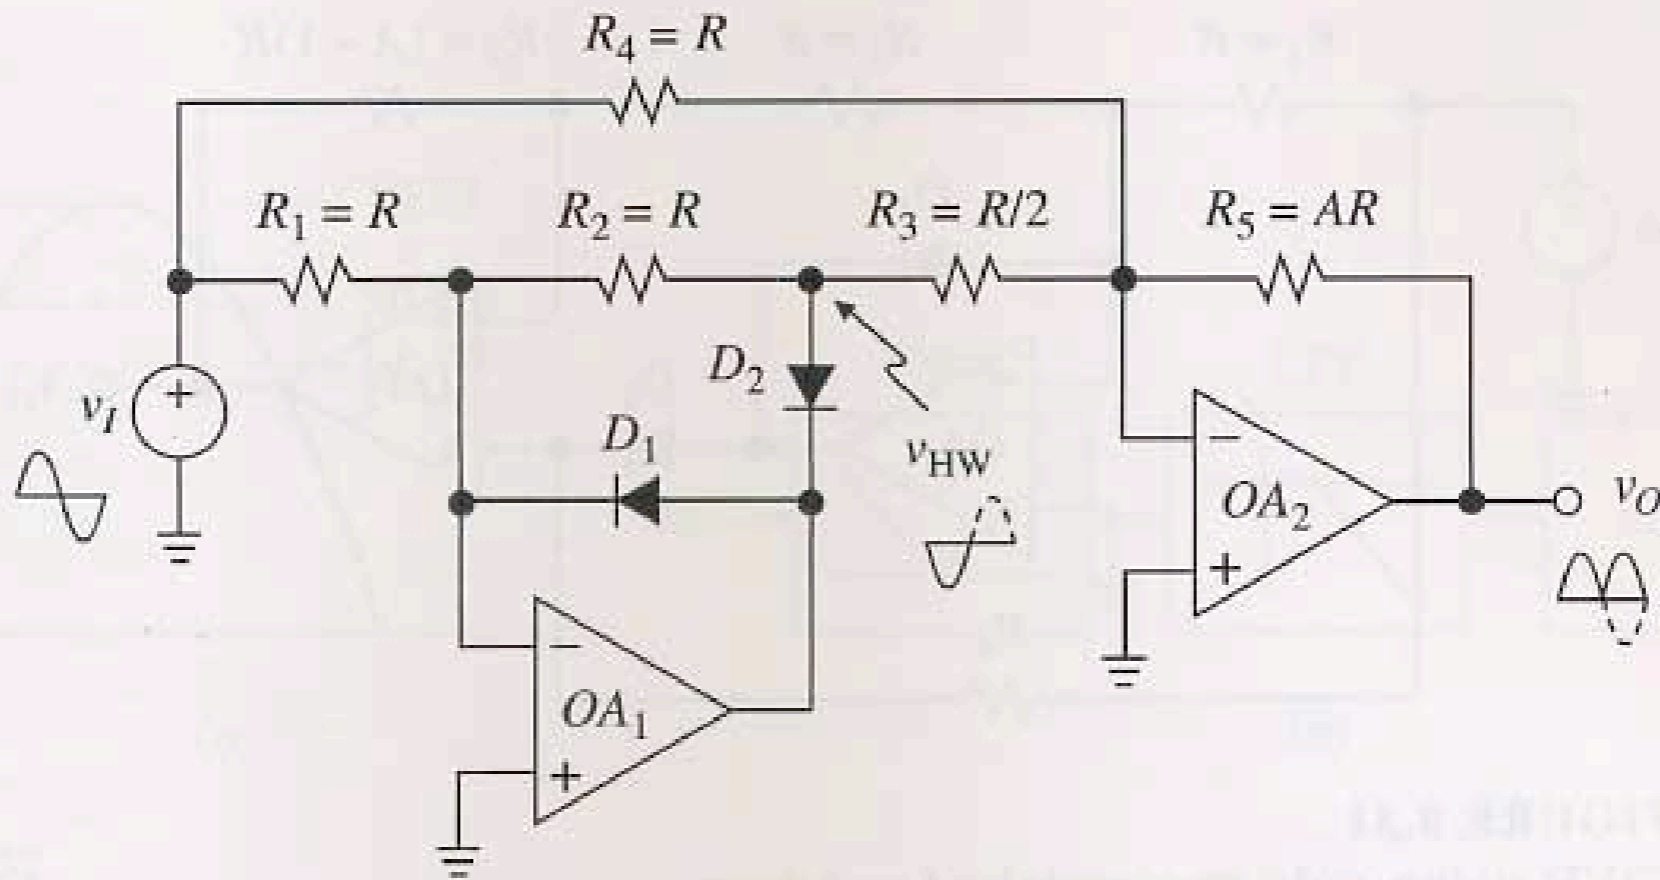 R4 = R
R1 = R
R2 = R
R3 = R/2
R5 = AR
vI
+
D2
D1
vHW
−
OA2
+
vO
−
OA1
+